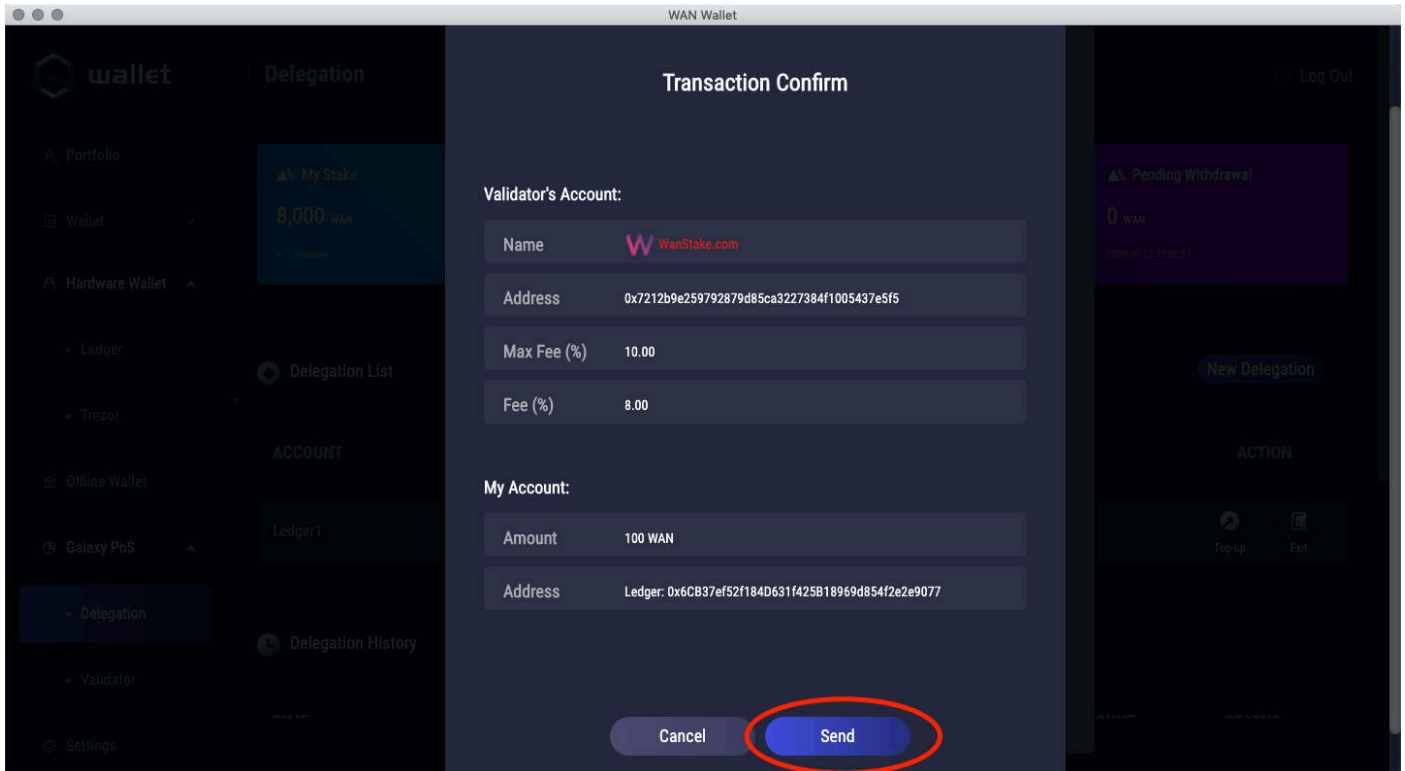 WAN Wallet
wallet
Delegation
Log Out
Portfolio
Wallet
Hardware Wallet
Ledger
Trezor
Offline Wallet
Galaxy PoS
Delegation
Validator
Settings
My Stake
8,000 WAN
Pending Withdrawal
0 WAN
Delegation List
New Delegation
ACCOUNT
ACTION
Ledger1
Top-up
Exit
Delegation History
Transaction Confirm
Validator's Account:
Name WanStake.com
Address 0x7212b9e259792879d85ca3227384f1005437e5f5
Max Fee (%) 10.00
Fee (%) 8.00
My Account:
Amount 100 WAN
Address Ledger: 0x6CB37ef52f184D631f425B18969d854f2e2e9077
Cancel
Send